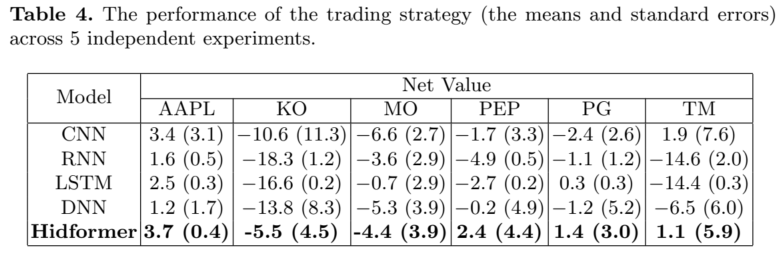 Table 4. The performance of the trading strategy (the means and standard errors)
across 5 independent experiments.
Model Net Value
AAPL KO MO PEP PG TM
CNN 3.4 (3.1) −10.6 (11.3) −6.6 (2.7) −1.7 (3.3) −2.4 (2.6) 1.9 (7.6)
RNN 1.6 (0.5) −18.3 (1.2) −3.6 (2.9) −4.9 (0.5) −1.1 (1.2) −14.6 (2.0)
LSTM 2.5 (0.3) −16.6 (0.2) −0.7 (2.9) −2.7 (0.2) 0.3 (0.3) −14.4 (0.3)
DNN 1.2 (1.7) −13.8 (8.3) −5.3 (3.9) −0.2 (4.9) −1.2 (5.2) −6.5 (6.0)
Hidformer 3.7 (0.4) -5.5 (4.5) -4.4 (3.9) 2.4 (4.4) 1.4 (3.0) 1.1 (5.9)